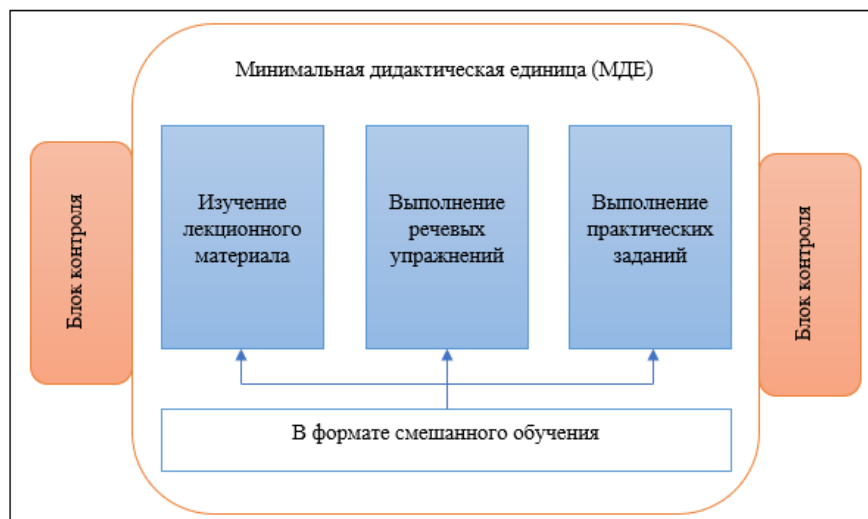 Минимальная дидактическая единица (МДЕ)
Блок контроля
Изучение
лекционного
материала
Выполнение
речевых
упражнений
Выполнение
практических
заданий
Блок контроля
В формате смешанного обучения